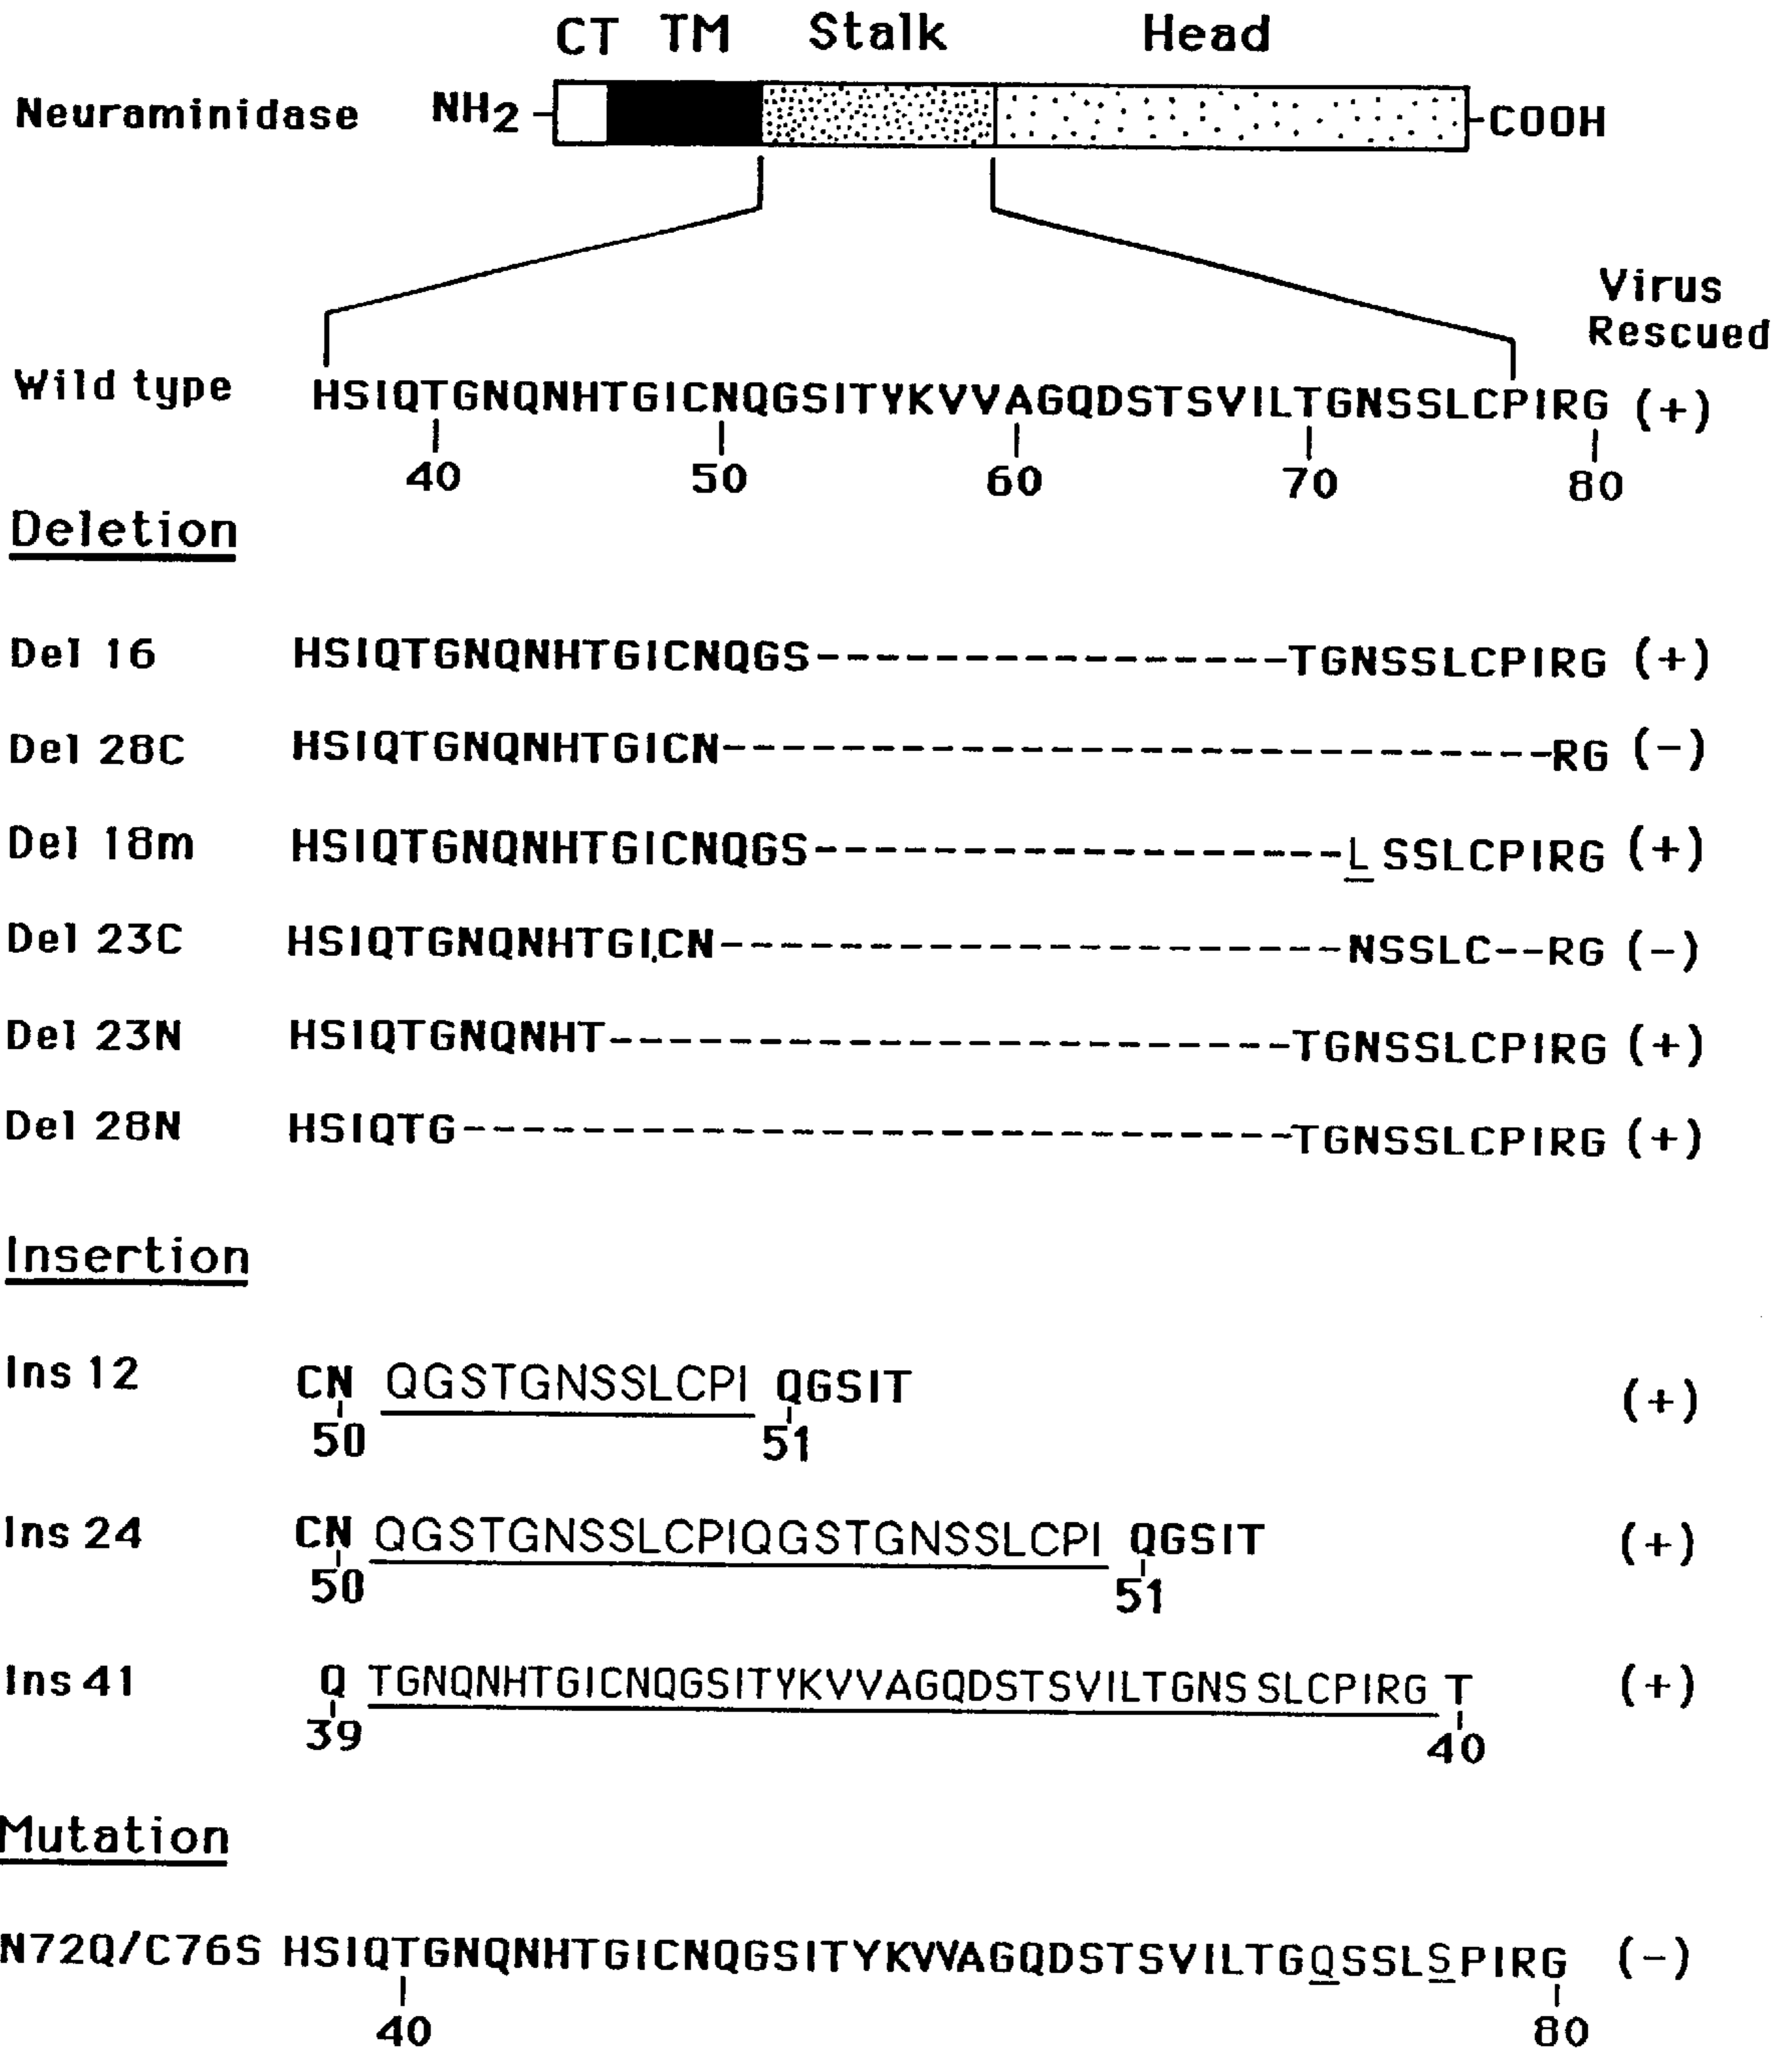 CT TM Stalk Head
Neuraminidase NH2 COOH
Virus
Rescued
Wild type HSIQTGNQNHTGICNQGSITYKVVAGQDSTSVILTGNSSLCPIRG (+)
40 50 60 70 80
Deletion
Del 16 HSIQTGNQNHTGICNQGS----------------TGNSSLCPIRG (+)
Del 28C HSIQTGNQNHTGICN----------------------------RG (-)
Del 18m HSIQTGNQNHTGICNQGS------------------L SSLCPIRG (+)
Del 23C HSIQTGNQNHTGICN---------------------NSSLC--RG (-)
Del 23N HSIQTGNQNHT-----------------------TGNSSLCPIRG (+)
Del 28N HSIQTG----------------------------TGNSSLCPIRG (+)
Insertion
Ins 12 CN QGSTGNSSLCPI QGSIT (+)
50 51
Ins 24 CN QGSTGNSSLCPIQGSTGNSSLCPI QGSIT (+)
50 51
Ins 41 Q TGNQNHTGICNQGSITYKVVAGQDSTSVILTGNSSLCPIRG T (+)
39 40
Mutation
N72Q/C76S HSIQTGNQNHTGICNQGSITYKVVAGQDSTSVILTGQSSLSPIRG (-)
40 80